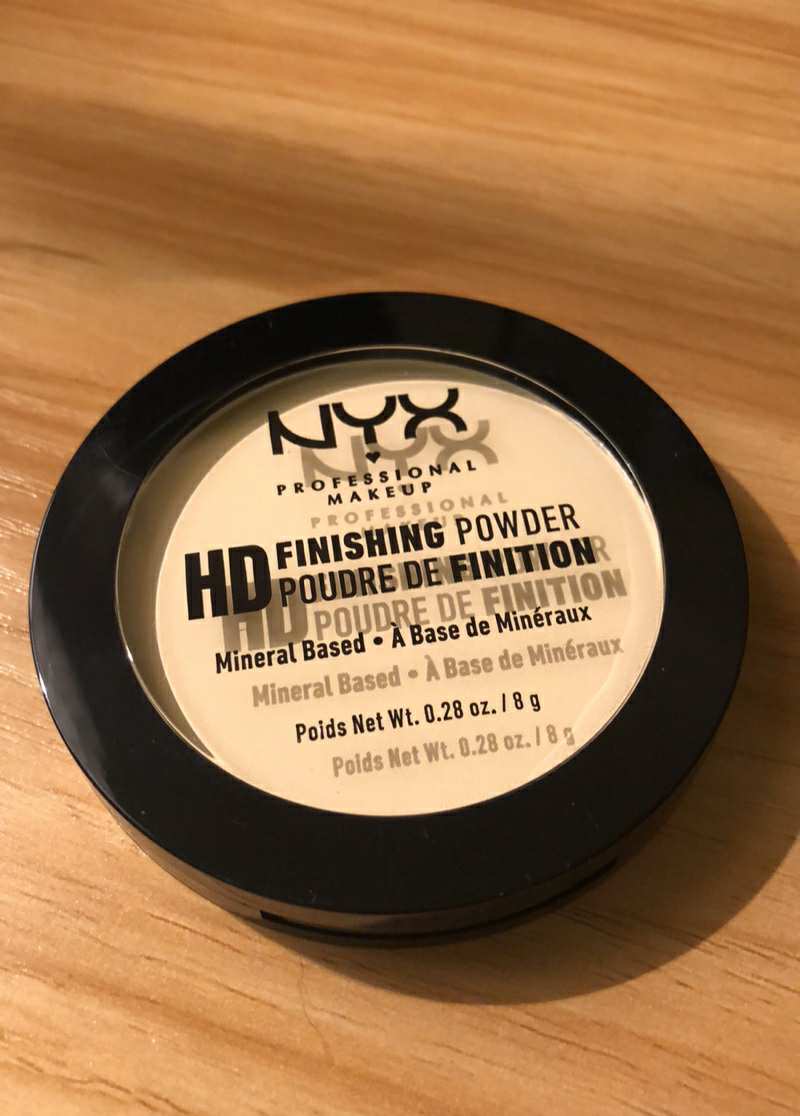 NYX
PROFESSIONAL
MAKEUP
HD FINISHING POWDER
POUDRE DE FINITION
Mineral Based • À Base de Minéraux
Poids Net Wt. 0.28 oz. / 8 g